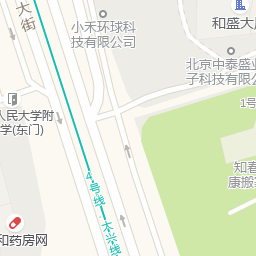 大街
小禾环球科
技有限公司
和盛大
北京中泰盛业
子科技有限公司
1号
人民大学附
学(东门)
知春
康搬
4号线-大兴线
和药房网